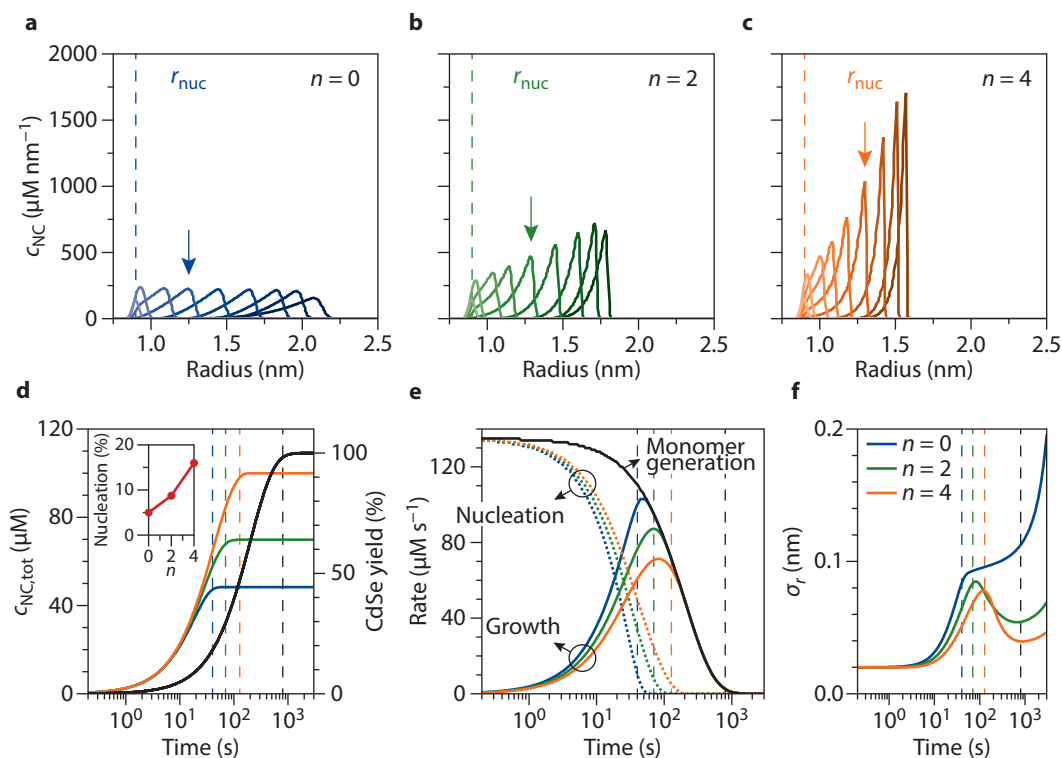 a
b
c
2000
1500
1000
500
0
c_NC (μM nm⁻¹)
r_nuc
n = 0
r_nuc
n = 2
r_nuc
n = 4
1.0 1.5 2.0 2.5
1.0 1.5 2.0 2.5
1.0 1.5 2.0 2.5
Radius (nm)
Radius (nm)
Radius (nm)
d
e
f
120
80
40
0
c_NC,tot (μM)
20
15
10
5
0
Nucleation (%)
0 2 4
n
100
50
0
CdSe yield (%)
10⁰ 10¹ 10² 10³
Time (s)
120
80
40
0
Rate (μM s⁻¹)
Monomer
generation
Nucleation
Growth
10⁰ 10¹ 10² 10³
Time (s)
0.2
0.1
0.0
σ_r (nm)
n = 0
n = 2
n = 4
10⁰ 10¹ 10² 10³
Time (s)